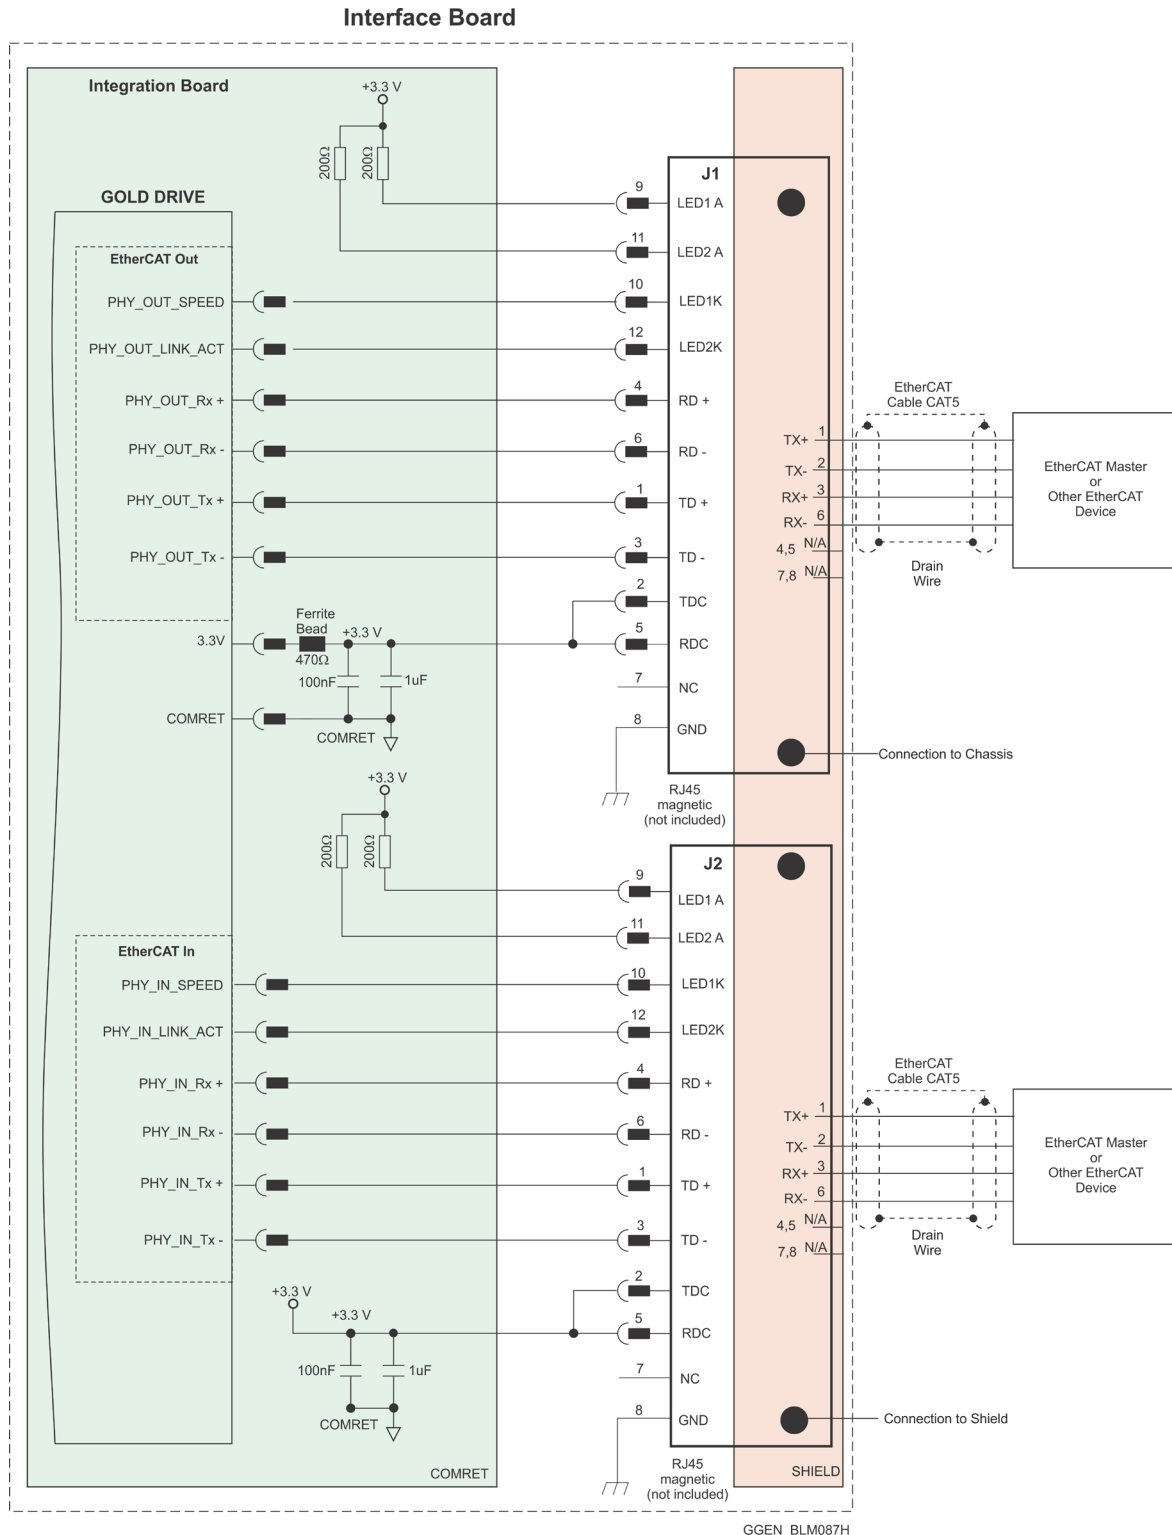 Interface Board
Integration Board
+3.3 V
200Ω
200Ω
GOLD DRIVE
EtherCAT Out
PHY_OUT_SPEED
PHY_OUT_LINK_ACT
PHY_OUT_Rx +
PHY_OUT_Rx -
PHY_OUT_Tx +
PHY_OUT_Tx -
3.3V
Ferrite
Bead
470Ω
+3.3 V
100nF
1uF
COMRET
COMRET
J1
9
LED1 A
11
LED2 A
10
LED1K
12
LED2K
4
RD +
6
RD -
1
TD +
3
TD -
2
TDC
5
RDC
7
NC
8
GND
TX+ 1
TX- 2
RX+ 3
RX- 6
4,5 N/A
7,8 N/A
EtherCAT
Cable CAT5
Drain
Wire
EtherCAT Master
or
Other EtherCAT
Device
Connection to Chassis
RJ45
magnetic
(not included)
+3.3 V
200Ω
200Ω
EtherCAT In
PHY_IN_SPEED
PHY_IN_LINK_ACT
PHY_IN_Rx +
PHY_IN_Rx -
PHY_IN_Tx +
PHY_IN_Tx -
+3.3 V
+3.3 V
100nF
1uF
COMRET
COMRET
J2
9
LED1 A
11
LED2 A
10
LED1K
12
LED2K
4
RD +
6
RD -
1
TD +
3
TD -
2
TDC
5
RDC
7
NC
8
GND
TX+ 1
TX- 2
RX+ 3
RX- 6
4,5 N/A
7,8 N/A
EtherCAT
Cable CAT5
Drain
Wire
EtherCAT Master
or
Other EtherCAT
Device
Connection to Shield
RJ45
magnetic
(not included)
SHIELD
GGEN_BLM087H